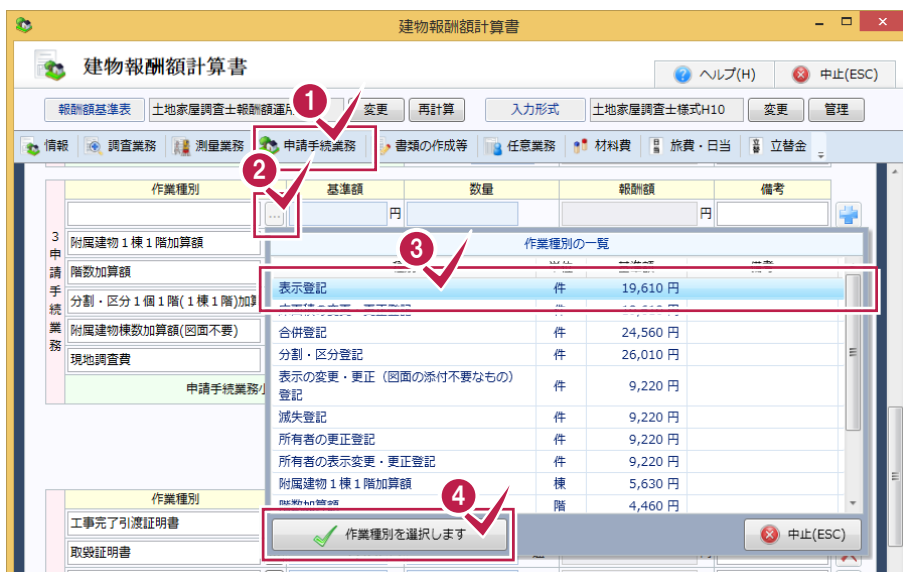 建物報酬額計算書
建物報酬額計算書
ヘルプ(H)
中止(ESC)
報酬額基準表
土地家屋調査士報酬額運用
変更
再計算
入力形式
土地家屋調査士様式H10
変更
管理
1
情報
調査業務
測量業務
申請手続業務
書類の作成等
任意業務
材料費
旅費・日当
立替金
2
作業種別 基準額 数量 報酬額 備考
... 円 円
3
申請手続業務
附属建物1棟1階加算額
階数加算額
分割・区分1個1階(1棟1階)加
附属建物棟数加算額(図面不要)
現地調査費
申請手続業務小
作業種別の一覧
3
表示登記 件 19,610 円
合併登記 件 24,560 円
分割・区分登記 件 26,010 円
表示の変更・更正(図面の添付不要なもの)
登記 件 9,220 円
滅失登記 件 9,220 円
所有者の更正登記 件 9,220 円
所有者の表示変更・更正登記 件 9,220 円
附属建物1棟1階加算額 棟 5,630 円
階数加算額 階 4,460 円
4
作業種別を選択します
中止(ESC)
作業種別
工事完了引渡証明書
取毀証明書